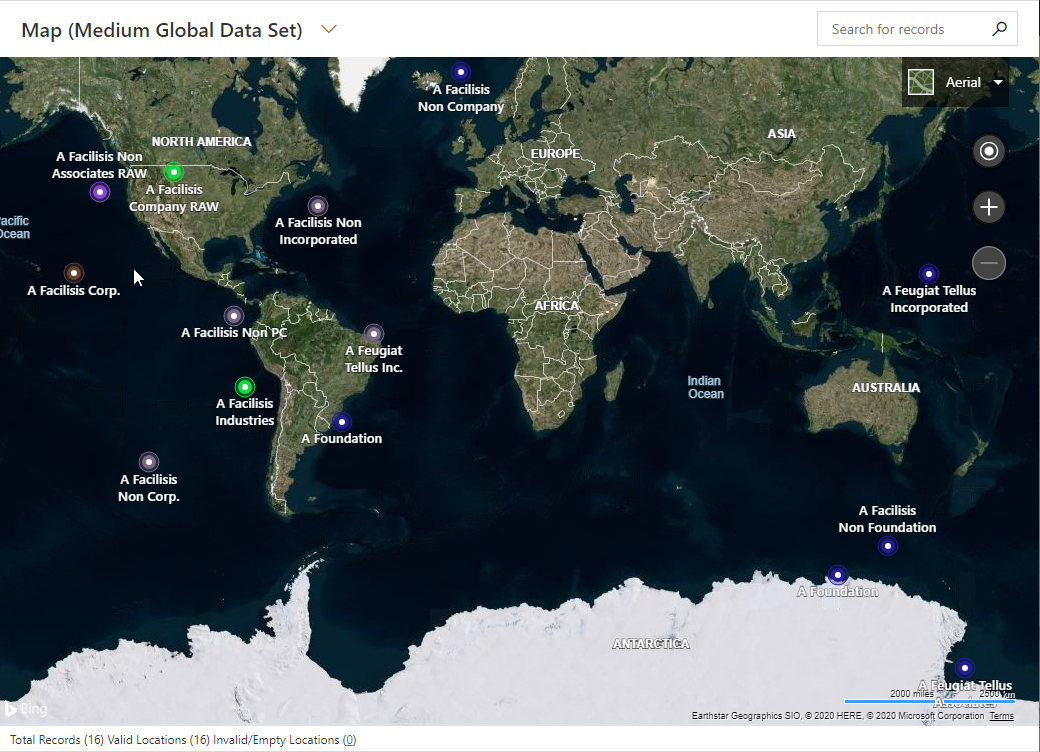 Map (Medium Global Data Set)
Search for records
Aerial
A Facilisis
Non Company
NORTH AMERICA
ASIA
EUROPE
A Facilisis Non
Associates RAW
A Facilisis
Company RAW
A Facilisis Non
Incorporated
Pacific
Ocean
A Facilisis Corp.
A Feugiat Tellus
Incorporated
AFRICA
A Facilisis Non PC
A Feugiat
Tellus Inc.
Indian
Ocean
AUSTRALIA
A Facilisis
Industries
A Foundation
A Facilisis
Non Corp.
A Facilisis
Non Foundation
A Foundation
ANTARCTICA
A Feugiat Tellus
Associates
2000 miles
2500 km
Bing
Earthstar Geographics SIO, © 2020 HERE, © 2020 Microsoft Corporation Terms
Total Records (16) Valid Locations (16) Invalid/Empty Locations (0)